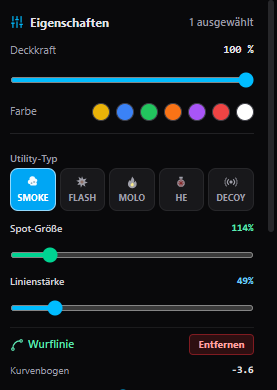 Eigenschaften 1 ausgewählt
Deckkraft 100 %
Farbe
Utility-Typ
SMOKE FLASH MOLO HE DECOY
Spot-Größe 114%
Linienstärke 49%
Wurflinie Entfernen
Kurvenbogen -3.6